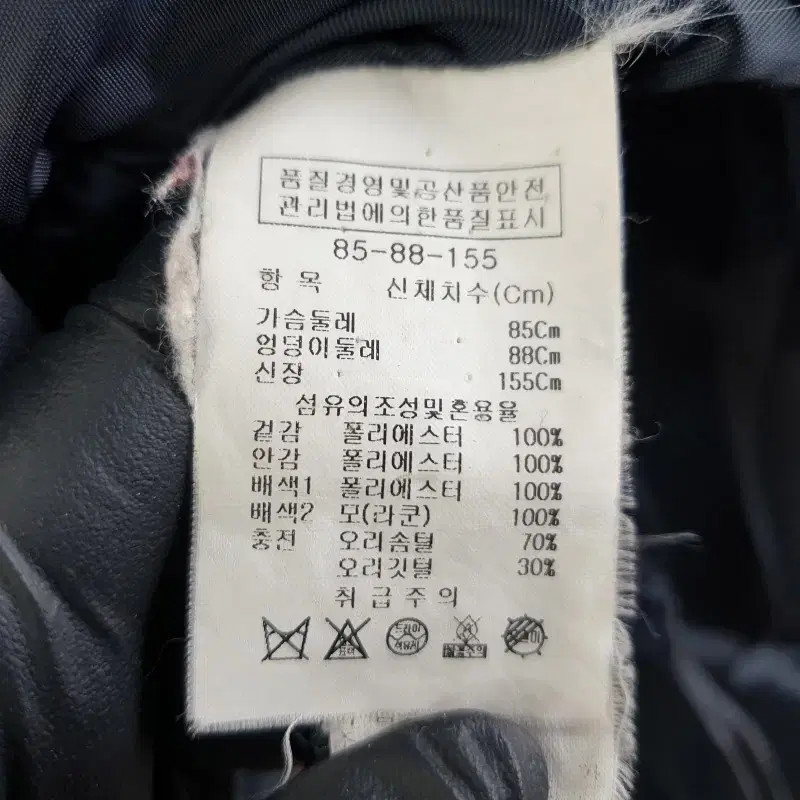 품질경영및공산품안전
관리법에의한품질표시
85-88-155
항 목 신체치수(Cm)
가슴둘레 85Cm
엉덩이둘레 88Cm
신장 155Cm
섬유의조성및혼용율
겉감 폴리에스터 100%
안감 폴리에스터 100%
배색1 폴리에스터 100%
배색2 모(라쿤) 100%
충전 오리솜털 70%
오리깃털 30%
취급주의
드라이